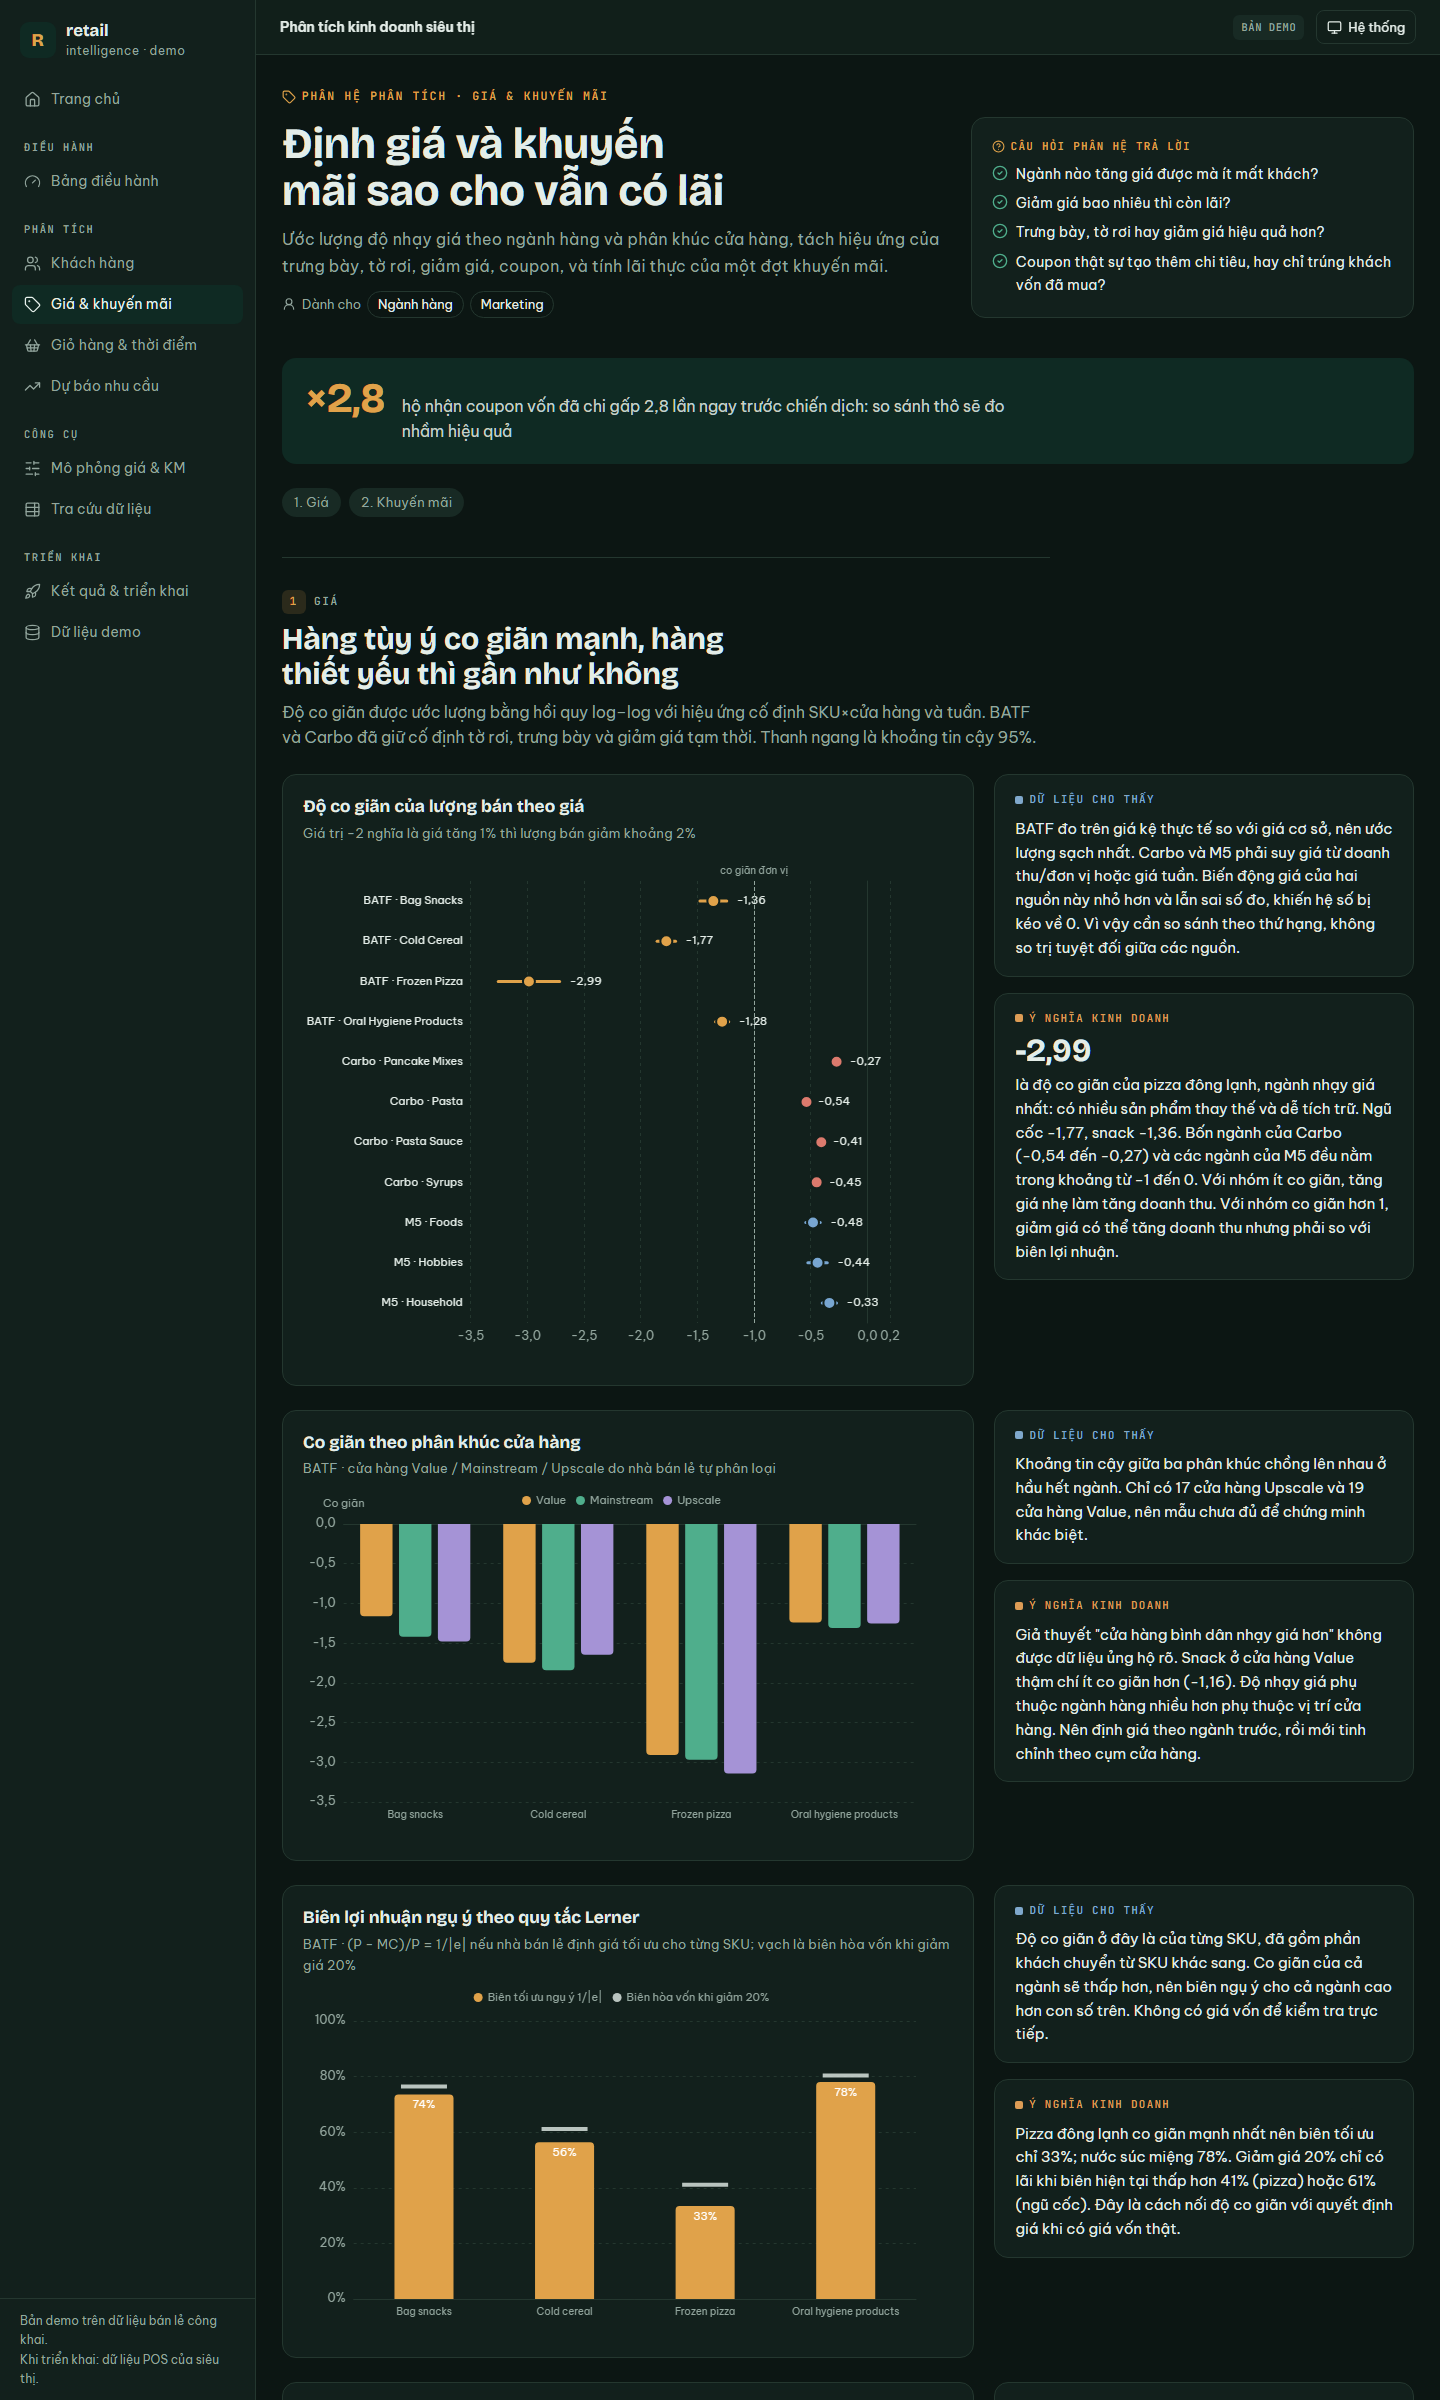 R
retail
intelligence · demo
Trang chủ
ĐIỀU HÀNH
Bảng điều hành
PHÂN TÍCH
Khách hàng
Giá & khuyến mãi
Giỏ hàng & thời điểm
Dự báo nhu cầu
CÔNG CỤ
Mô phỏng giá & KM
Tra cứu dữ liệu
TRIỂN KHAI
Kết quả & triển khai
Dữ liệu demo
Bản demo trên dữ liệu bán lẻ công
khai.
Khi triển khai: dữ liệu POS của siêu
thị.
Phân tích kinh doanh siêu thị
BẢN DEMO
Hệ thống
PHÂN HỆ PHÂN TÍCH · GIÁ & KHUYẾN MÃI
Định giá và khuyến
mãi sao cho vẫn có lãi
Ước lượng độ nhạy giá theo ngành hàng và phân khúc cửa hàng, tách hiệu ứng của
trưng bày, tờ rơi, giảm giá, coupon, và tính lãi thực của một đợt khuyến mãi.
Dành cho
Ngành hàng
Marketing
CÂU HỎI PHÂN HỆ TRẢ LỜI
Ngành nào tăng giá được mà ít mất khách?
Giảm giá bao nhiêu thì còn lãi?
Trưng bày, tờ rơi hay giảm giá hiệu quả hơn?
Coupon thật sự tạo thêm chi tiêu, hay chỉ trúng khách
vốn đã mua?
×2,8
hộ nhận coupon vốn đã chi gấp 2,8 lần ngay trước chiến dịch: so sánh thô sẽ đo
nhầm hiệu quả
1. Giá
2. Khuyến mãi
1
GIÁ
Hàng tùy ý co giãn mạnh, hàng
thiết yếu thì gần như không
Độ co giãn được ước lượng bằng hồi quy log–log với hiệu ứng cố định SKU×cửa hàng và tuần. BATF
và Carbo đã giữ cố định tờ rơi, trưng bày và giảm giá tạm thời. Thanh ngang là khoảng tin cậy 95%.
Độ co giãn của lượng bán theo giá
Giá trị −2 nghĩa là giá tăng 1% thì lượng bán giảm khoảng 2%
co giãn đơn vị
BATF · Bag Snacks
−1,36
BATF · Cold Cereal
−1,77
BATF · Frozen Pizza
−2,99
BATF · Oral Hygiene Products
−1,28
Carbo · Pancake Mixes
−0,27
Carbo · Pasta
−0,54
Carbo · Pasta Sauce
−0,41
Carbo · Syrups
−0,45
M5 · Foods
−0,48
M5 · Hobbies
−0,44
M5 · Household
−0,33
−3,5
−3,0
−2,5
−2,0
−1,5
−1,0
−0,5
0,0
0,2
DỮ LIỆU CHO THẤY
BATF đo trên giá kệ thực tế so với giá cơ sở, nên ước
lượng sạch nhất. Carbo và M5 phải suy giá từ doanh
thu/đơn vị hoặc giá tuần. Biến động giá của hai
nguồn này nhỏ hơn và lẫn sai số đo, khiến hệ số bị
kéo về 0. Vì vậy cần so sánh theo thứ hạng, không
so trị tuyệt đối giữa các nguồn.
Ý NGHĨA KINH DOANH
-2,99
là độ co giãn của pizza đông lạnh, ngành nhạy giá
nhất: có nhiều sản phẩm thay thế và dễ tích trữ. Ngũ
cốc −1,77, snack −1,36. Bốn ngành của Carbo
(−0,54 đến −0,27) và các ngành của M5 đều nằm
trong khoảng từ −1 đến 0. Với nhóm ít co giãn, tăng
giá nhẹ làm tăng doanh thu. Với nhóm co giãn hơn 1,
giảm giá có thể tăng doanh thu nhưng phải so với
biên lợi nhuận.
Co giãn theo phân khúc cửa hàng
BATF · cửa hàng Value / Mainstream / Upscale do nhà bán lẻ tự phân loại
Co giãn
Value
Mainstream
Upscale
0,0
−0,5
−1,0
−1,5
−2,0
−2,5
−3,0
−3,5
Bag snacks
Cold cereal
Frozen pizza
Oral hygiene products
DỮ LIỆU CHO THẤY
Khoảng tin cậy giữa ba phân khúc chồng lên nhau ở
hầu hết ngành. Chỉ có 17 cửa hàng Upscale và 19
cửa hàng Value, nên mẫu chưa đủ để chứng minh
khác biệt.
Ý NGHĨA KINH DOANH
Giả thuyết "cửa hàng bình dân nhạy giá hơn" không
được dữ liệu ủng hộ rõ. Snack ở cửa hàng Value
thậm chí ít co giãn hơn (−1,16). Độ nhạy giá phụ
thuộc ngành hàng nhiều hơn phụ thuộc vị trí cửa
hàng. Nên định giá theo ngành trước, rồi mới tinh
chỉnh theo cụm cửa hàng.
Biên lợi nhuận ngụ ý theo quy tắc Lerner
BATF · (P − MC)/P = 1/|e| nếu nhà bán lẻ định giá tối ưu cho từng SKU; vạch là biên hòa vốn khi giảm
giá 20%
Biên tối ưu ngụ ý 1/|e|
Biên hòa vốn khi giảm 20%
100%
80%
60%
40%
20%
0%
74%
56%
33%
78%
Bag snacks
Cold cereal
Frozen pizza
Oral hygiene products
DỮ LIỆU CHO THẤY
Độ co giãn ở đây là của từng SKU, đã gồm phần
khách chuyển từ SKU khác sang. Co giãn của cả
ngành sẽ thấp hơn, nên biên ngụ ý cho cả ngành cao
hơn con số trên. Không có giá vốn để kiểm tra trực
tiếp.
Ý NGHĨA KINH DOANH
Pizza đông lạnh co giãn mạnh nhất nên biên tối ưu
chỉ 33%; nước súc miệng 78%. Giảm giá 20% chỉ có
lãi khi biên hiện tại thấp hơn 41% (pizza) hoặc 61%
(ngũ cốc). Đây là cách nối độ co giãn với quyết định
giá khi có giá vốn thật.